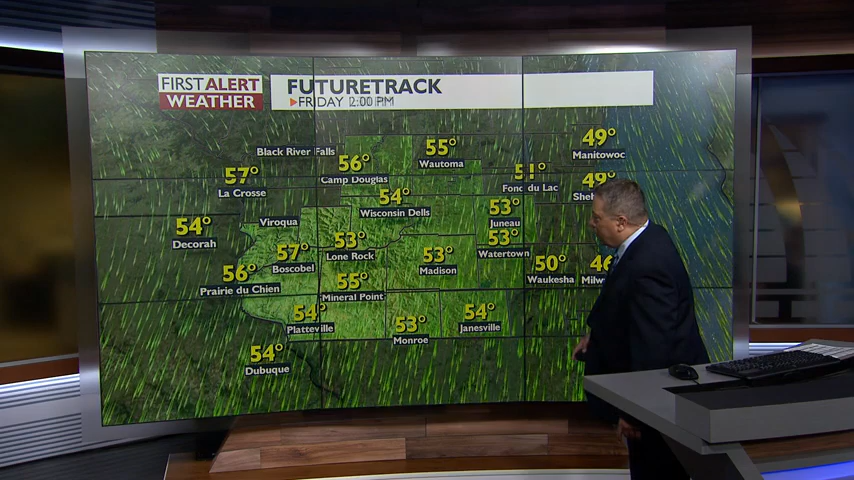 FIRST ALERT
WEATHER
FUTURETRACK
FRIDAY 2:00 PM
Black River Falls
55°
Wautoma
49°
Manitowoc
57°
La Crosse
56°
Camp Douglas
51°
Fond du Lac
49°
54°
Wisconsin Dells
54°
Decorah
Viroqua
53°
Juneau
57°
Boscobel
53°
Lone Rock
53°
Madison
53°
Watertown
50°
Waukesha
56°
Prairie du Chien
55°
Mineral Point
54°
Platteville
53°
Monroe
54°
Janesville
54°
Dubuque